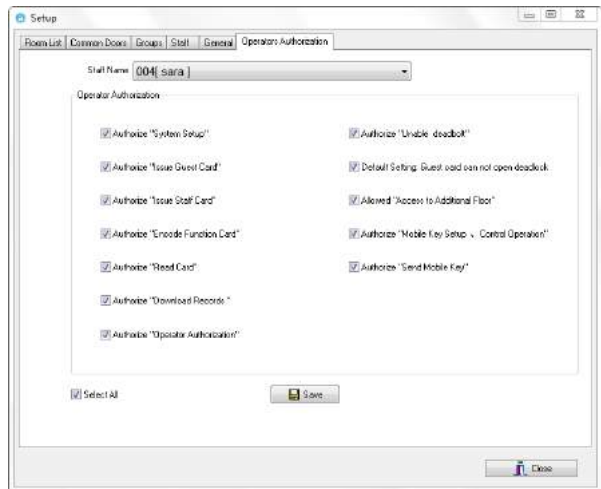 Setup
Room List Common Doors Groups Staff General Operators Authorization
Staff Name 004[ sara ]
Operator Authorization
Authorize "System Setup"
Authorize "Unable deadbolt"
Authorize "Issue Guest Card"
Default Setting: Guest card can not open deadlock
Authorize "Issue Staff Card"
Allowed "Access to Additional Floor"
Authorize "Encode Function Card"
Authorize "Mobile Key Setup 、 Control Operation"
Authorize "Read Card"
Authorize "Send Mobile Key"
Authorize "Download Records "
Authorize "Operator Authorization"
Select All
Save
Close